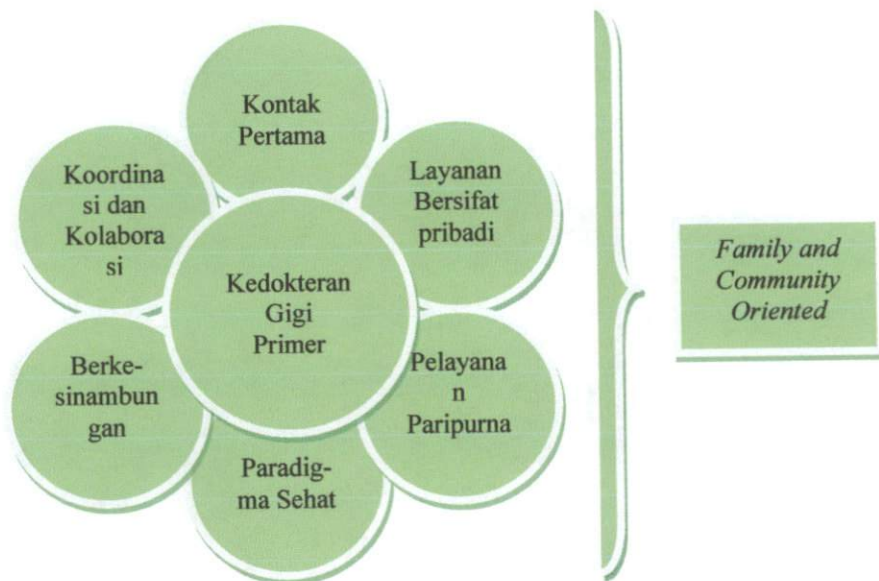 Kontak
Pertama
Layanan
Bersifat
pribadi
Pelayana
n
Paripurna
Paradig-
ma Sehat
Berke-
sinambun
gan
Koordina
si dan
Kolabora
si
Kedokteran
Gigi
Primer
Family and
Community
Oriented